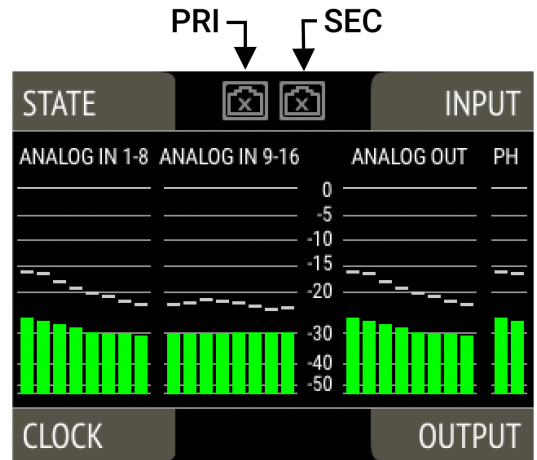 PRI SEC
STATE x x INPUT
ANALOG IN 1-8 ANALOG IN 9-16 ANALOG OUT PH
0
-5
-10
-15
-20
-30
-40
-50
CLOCK OUTPUT